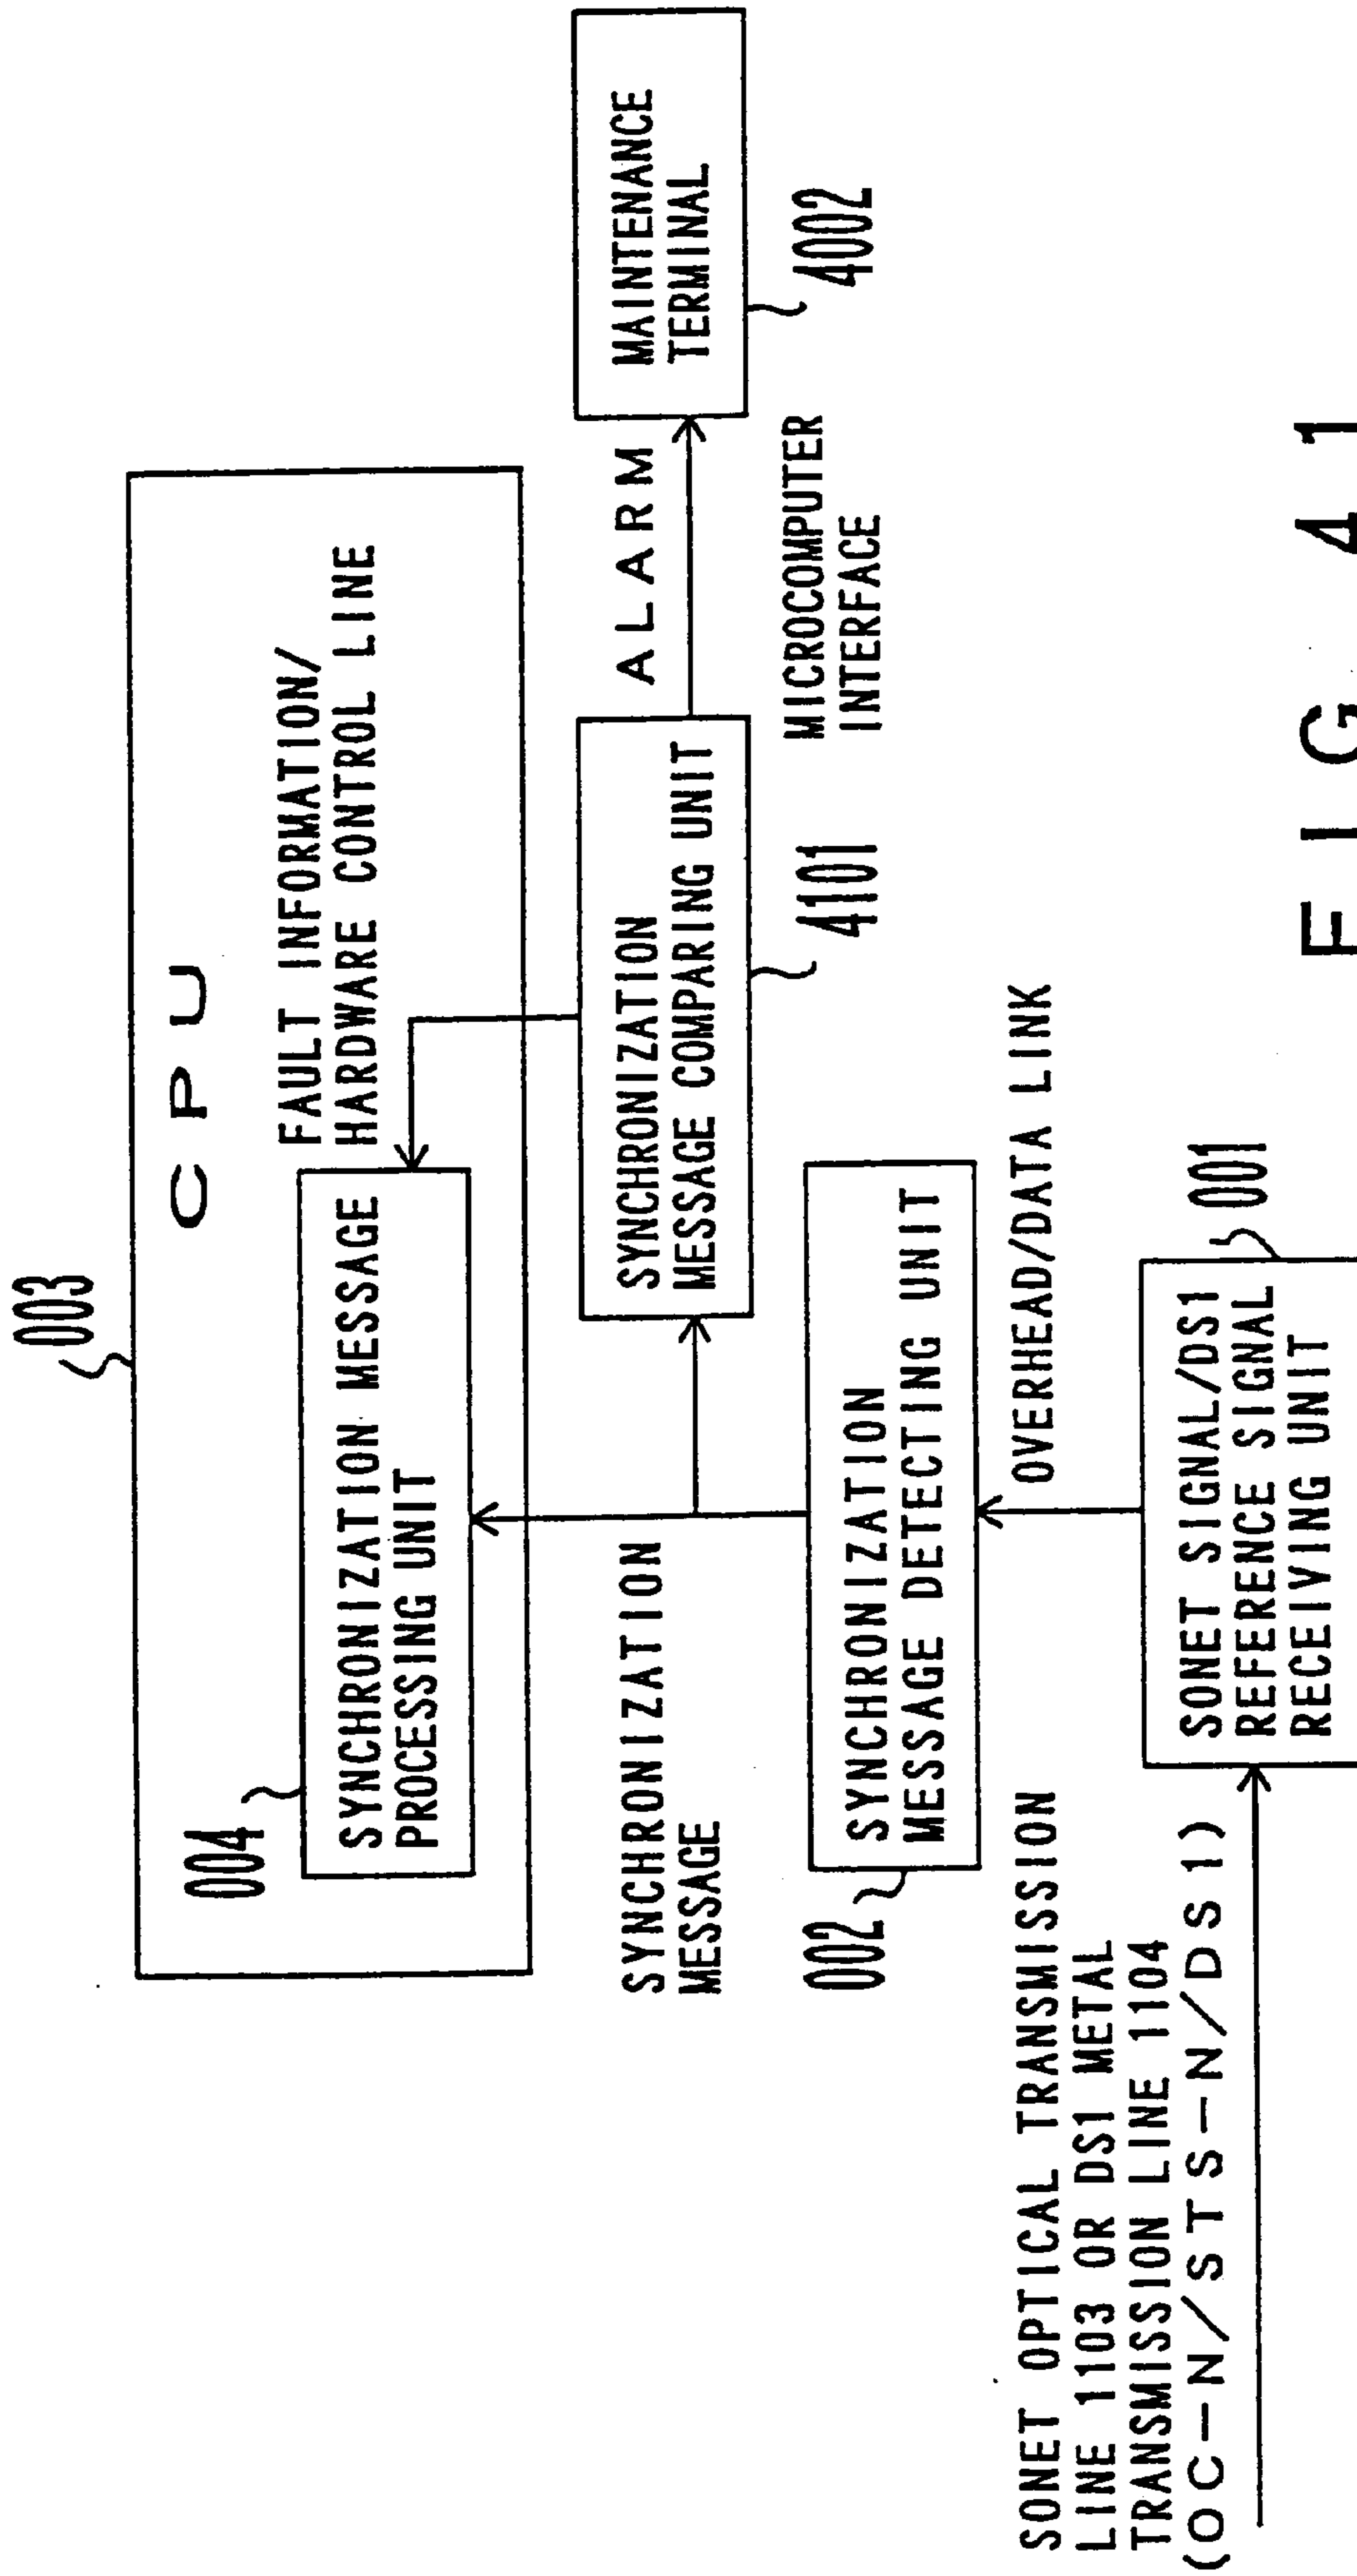 003
C P U
FAULT INFORMATION/
HARDWARE CONTROL LINE
004
SYNCHRONIZATION MESSAGE
PROCESSING UNIT
SYNCHRONIZATION
MESSAGE
SYNCHRONIZATION
MESSAGE COMPARING UNIT
4101
ALARM
MICROCOMPUTER
INTERFACE
MAINTENANCE
TERMINAL
4002
002
SYNCHRONIZATION
MESSAGE DETECTING UNIT
OVERHEAD/DATA LINK
SONET OPTICAL TRANSMISSION
LINE 1103 OR DS1 METAL
TRANSMISSION LINE 1104
(OC-N/STS-N/DS1)
SONET SIGNAL/DS1
REFERENCE SIGNAL
RECEIVING UNIT
001
FIG. 41